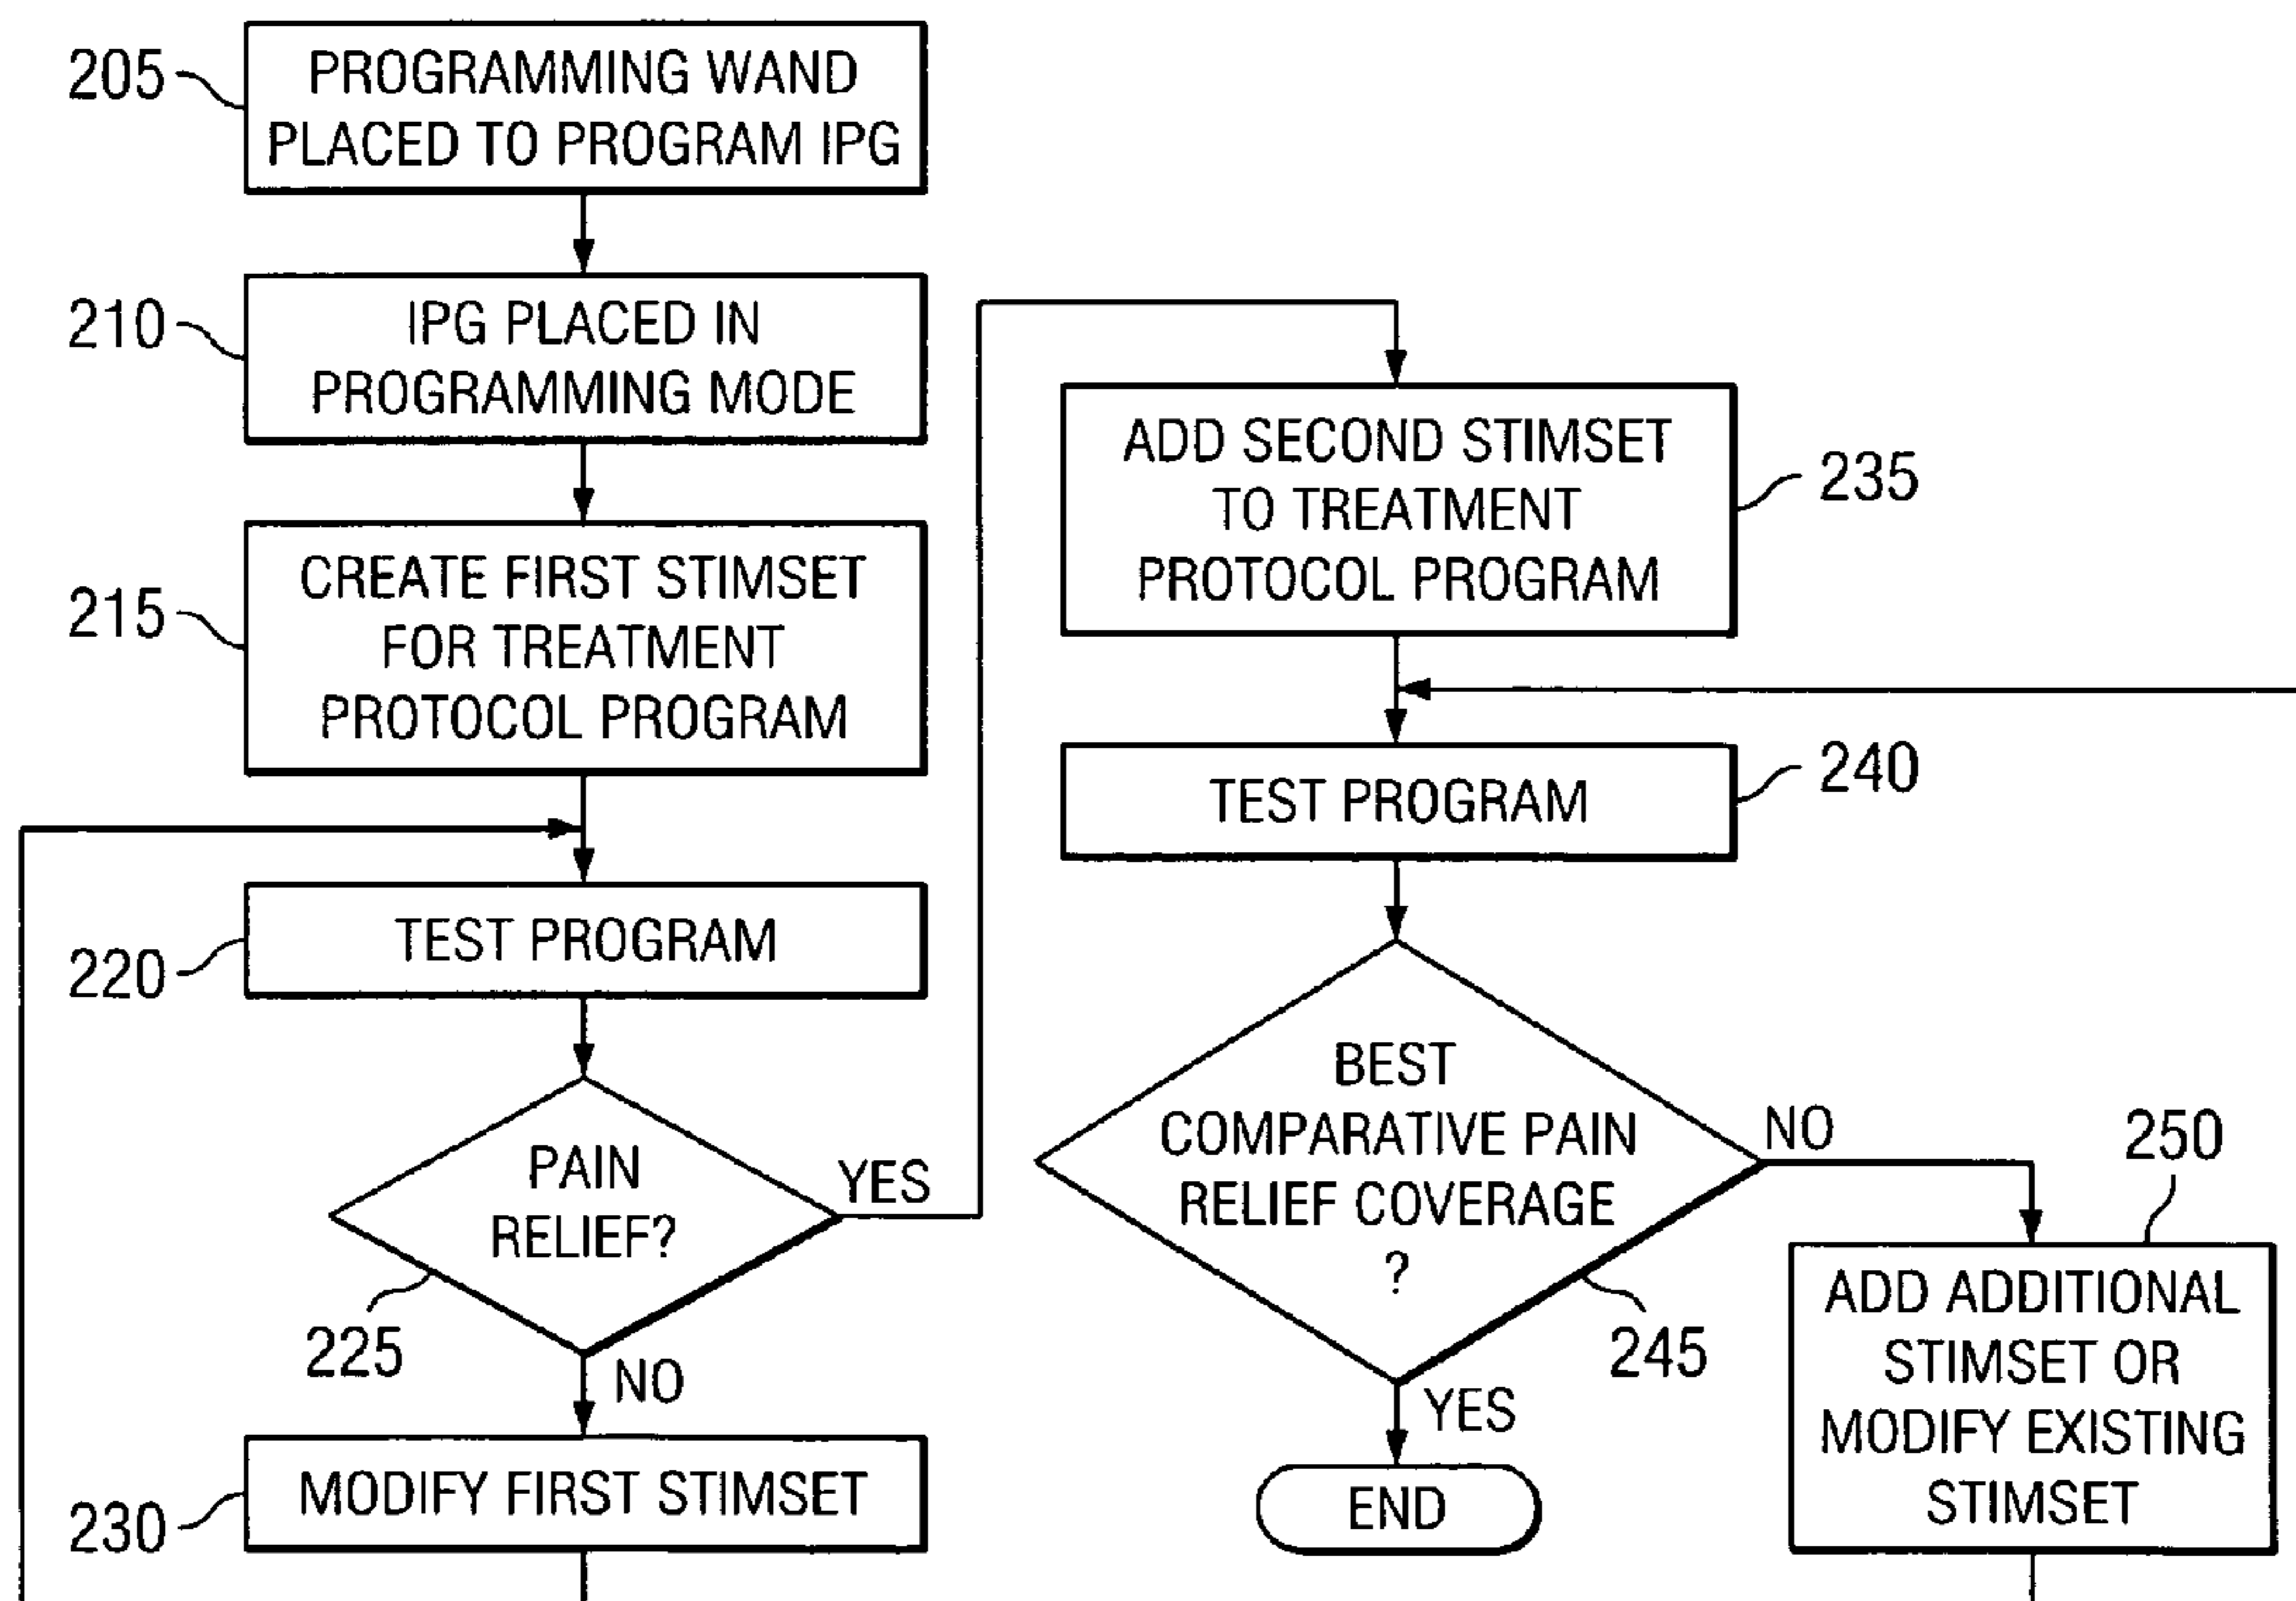 205
PROGRAMMING WAND
PLACED TO PROGRAM IPG
210
IPG PLACED IN
PROGRAMMING MODE
215
CREATE FIRST STIMSET
FOR TREATMENT
PROTOCOL PROGRAM
220
TEST PROGRAM
PAIN
RELIEF?
YES
225
NO
230
MODIFY FIRST STIMSET
ADD SECOND STIMSET
TO TREATMENT
PROTOCOL PROGRAM
235
TEST PROGRAM
240
BEST
COMPARATIVE PAIN
RELIEF COVERAGE
?
NO
245
YES
END
250
ADD ADDITIONAL
STIMSET OR
MODIFY EXISTING
STIMSET